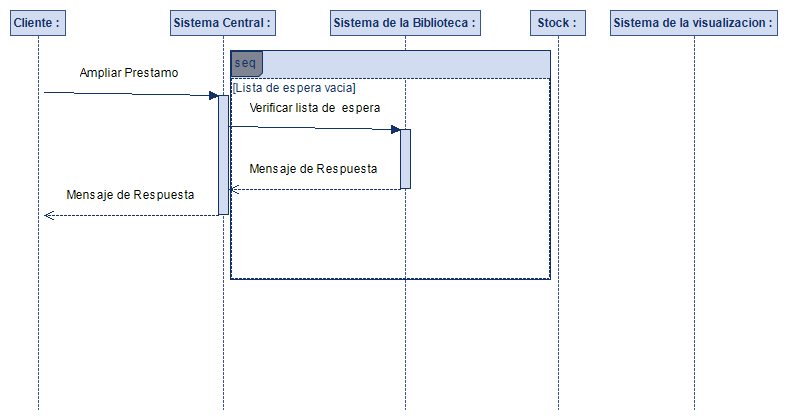 Cliente :
Sistema Central :
Sistema de la Biblioteca :
Stock :
Sistema de la visualizacion :
seq
Ampliar Prestamo
[Lista de espera vacia]
Verificar lista de espera
Mensaje de Respuesta
Mensaje de Respuesta